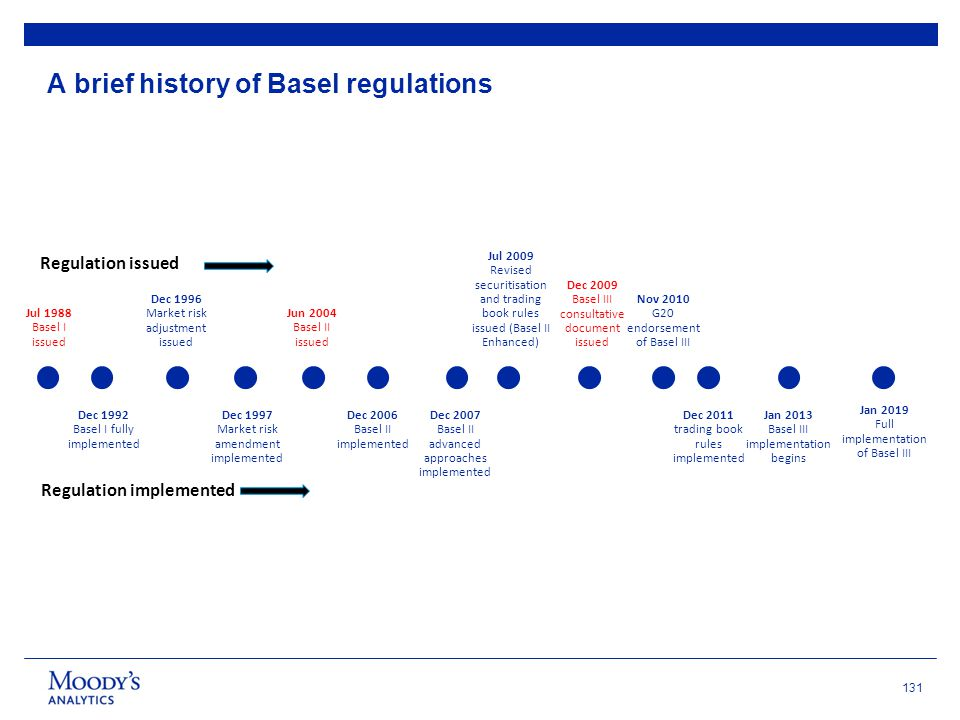 A brief history of Basel regulations
Regulation issued
Jul 1988
Basel I
issued
Dec 1996
Market risk
adjustment
issued
Jun 2004
Basel II
issued
Jul 2009
Revised
securitisation
and trading
book rules
issued (Basel II
Enhanced)
Dec 2009
Basel III
consultative
document
issued
Nov 2010
G20
endorsement
of Basel III
Dec 1992
Basel I fully
implemented
Dec 1997
Market risk
amendment
implemented
Dec 2006
Basel II
implemented
Dec 2007
Basel II
advanced
approaches
implemented
Dec 2011
trading book
rules
implemented
Jan 2013
Basel III
implementation
begins
Jan 2019
Full
implementation
of Basel III
Regulation implemented
MOODY'S
ANALYTICS
131